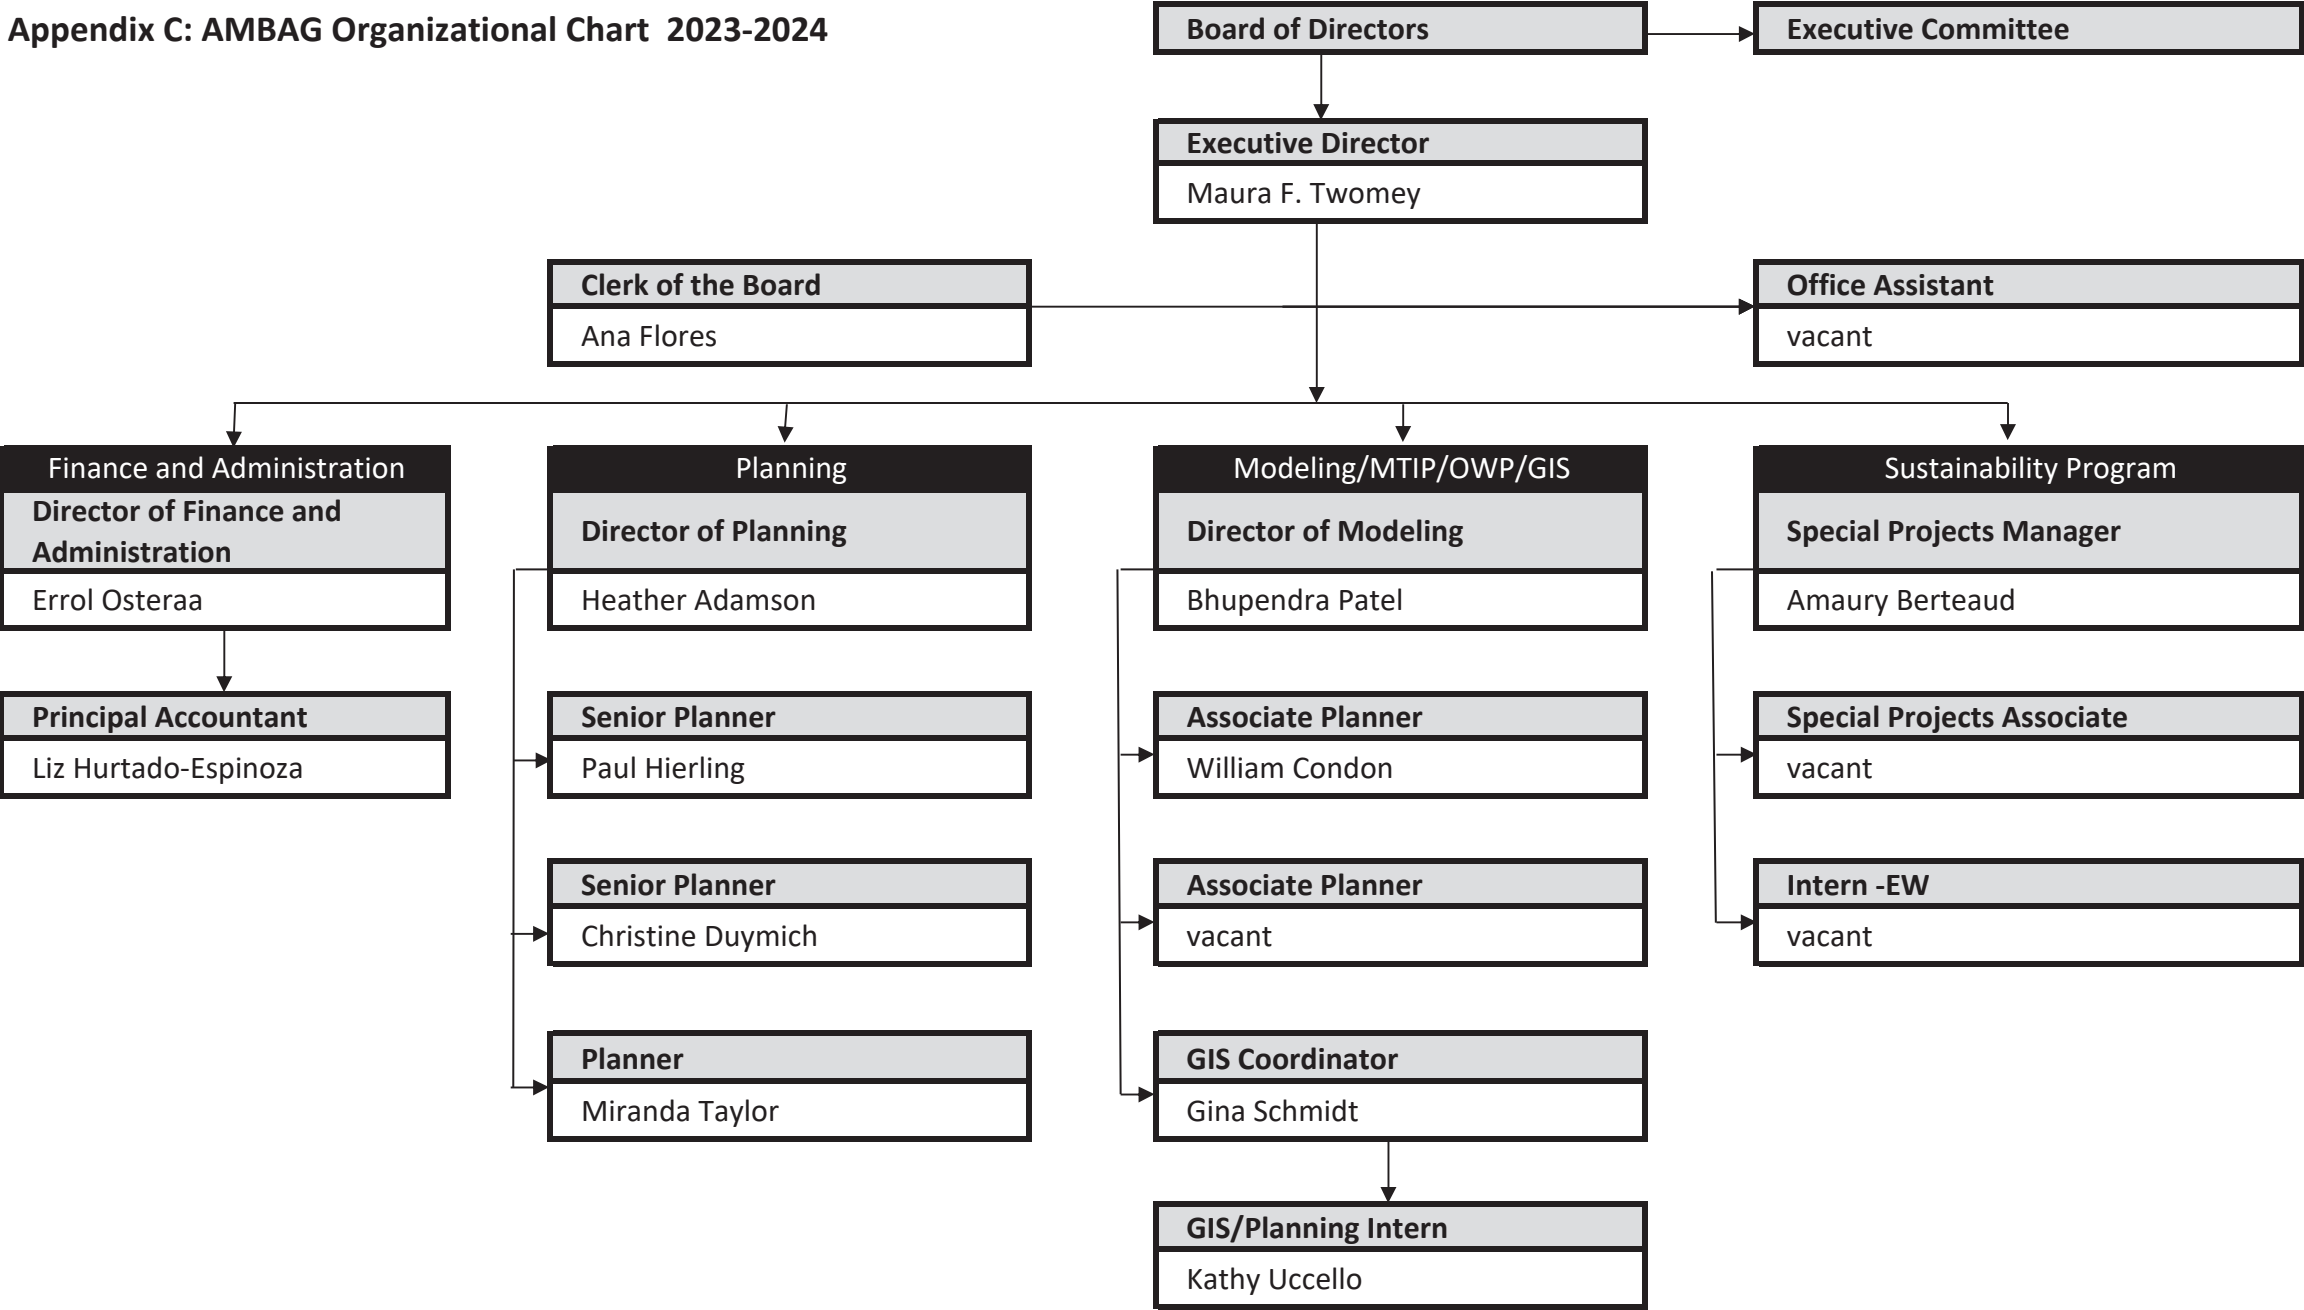 Appendix C: AMBAG Organizational Chart 2023-2024
Board of Directors
Executive Committee
Executive Director
Maura F. Twomey
Clerk of the Board
Ana Flores
Office Assistant
vacant
Finance and Administration
Director of Finance and
Administration
Errol Osteraa
Principal Accountant
Liz Hurtado-Espinoza
Planning
Director of Planning
Heather Adamson
Senior Planner
Paul Hierling
Senior Planner
Christine Duymich
Planner
Miranda Taylor
Modeling/MTIP/OWP/GIS
Director of Modeling
Bhupendra Patel
Associate Planner
William Condon
Associate Planner
vacant
GIS Coordinator
Gina Schmidt
GIS/Planning Intern
Kathy Uccello
Sustainability Program
Special Projects Manager
Amaury Berteaud
Special Projects Associate
vacant
Intern -EW
vacant